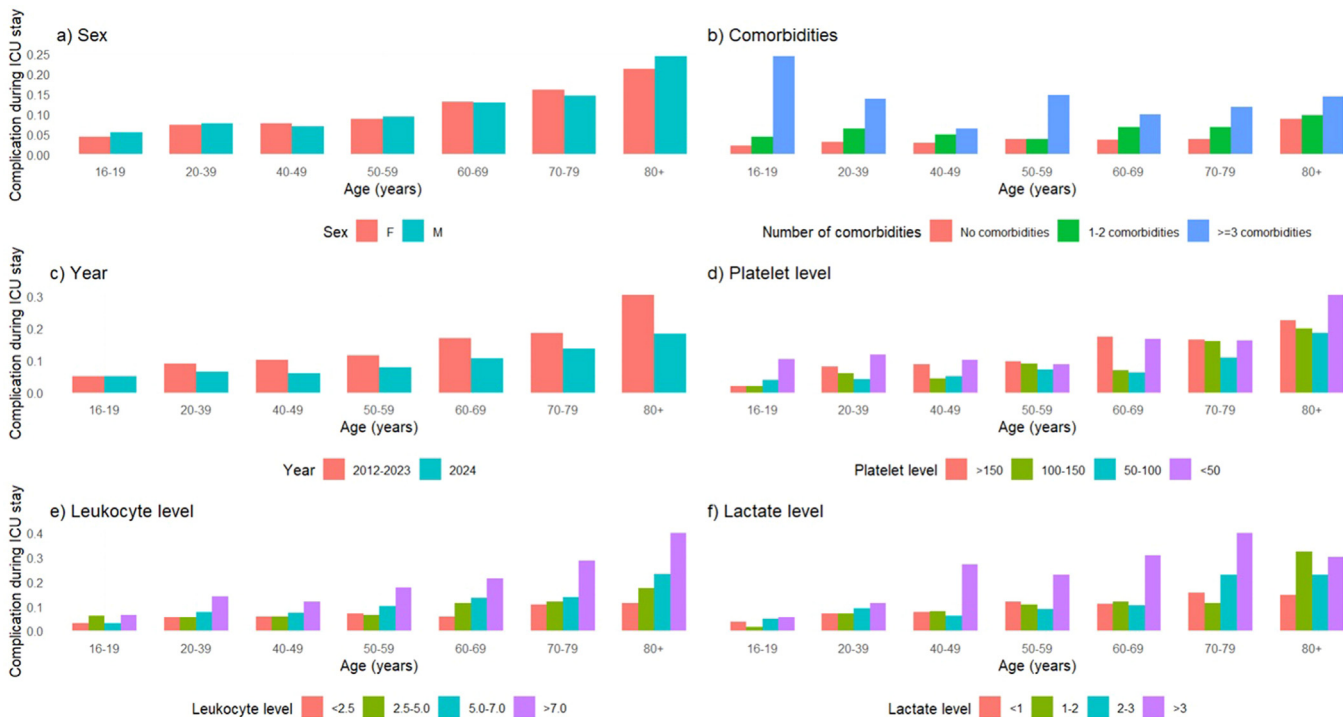 a) Sex
Complication during ICU stay
0.25
0.20
0.15
0.10
0.05
0.00
16-19 20-39 40-49 50-59 60-69 70-79 80+
Age (years)
Sex F M
b) Comorbidities
16-19 20-39 40-49 50-59 60-69 70-79 80+
Age (years)
Number of comorbidities No comorbidities 1-2 comorbidities >=3 comorbidities
c) Year
Complication during ICU stay
0.3
0.2
0.1
0.0
16-19 20-39 40-49 50-59 60-69 70-79 80+
Age (years)
Year 2012-2023 2024
d) Platelet level
16-19 20-39 40-49 50-59 60-69 70-79 80+
Age (years)
Platelet level >150 100-150 50-100 <50
e) Leukocyte level
Complication during ICU stay
0.4
0.3
0.2
0.1
0.0
16-19 20-39 40-49 50-59 60-69 70-79 80+
Age (years)
Leukocyte level <2.5 2.5-5.0 5.0-7.0 >7.0
f) Lactate level
16-19 20-39 40-49 50-59 60-69 70-79 80+
Age (years)
Lactate level <1 1-2 2-3 >3